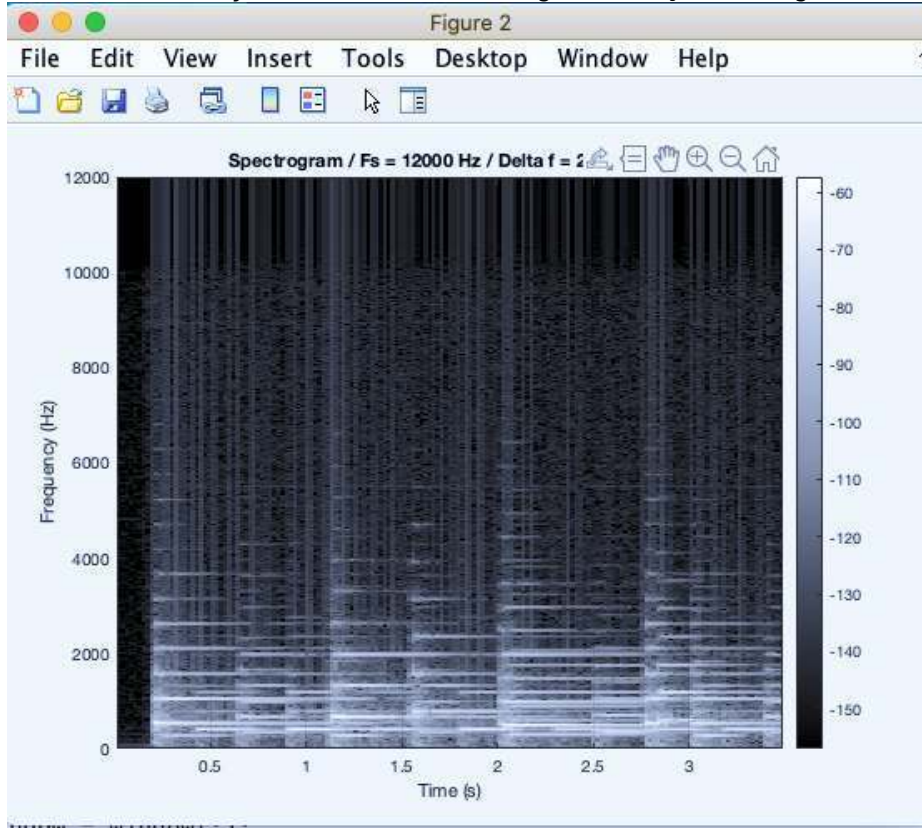 Figure 2
File Edit View Insert Tools Desktop Window Help
Spectrogram / Fs = 12000 Hz / Delta f = 2
12000
10000
8000
6000
4000
2000
0
Frequency (Hz)
0.5 1 1.5 2 2.5 3
Time (s)
-60
-70
-80
-90
-100
-110
-120
-130
-140
-150